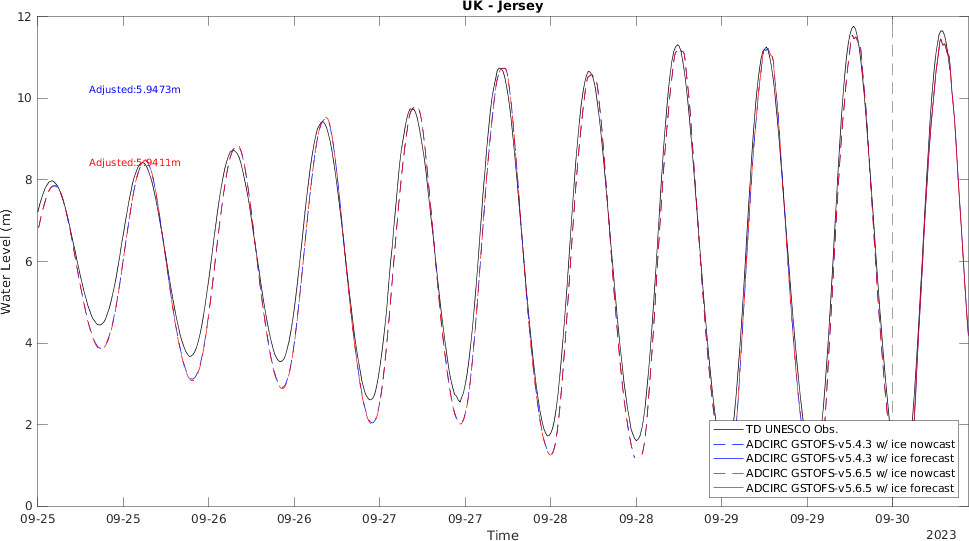 UK - Jersey
12
10
8
6
4
2
0
Water Level (m)
Adjusted:5.9473m
Adjusted:5.9411m
TD UNESCO Obs.
ADCIRC GSTOFS-v5.4.3 w/ ice nowcast
ADCIRC GSTOFS-v5.4.3 w/ ice forecast
ADCIRC GSTOFS-v5.6.5 w/ ice nowcast
ADCIRC GSTOFS-v5.6.5 w/ ice forecast
09-25 09-25 09-26 09-26 09-27 09-27 09-28 09-28 09-29 09-29 09-30
Time
2023